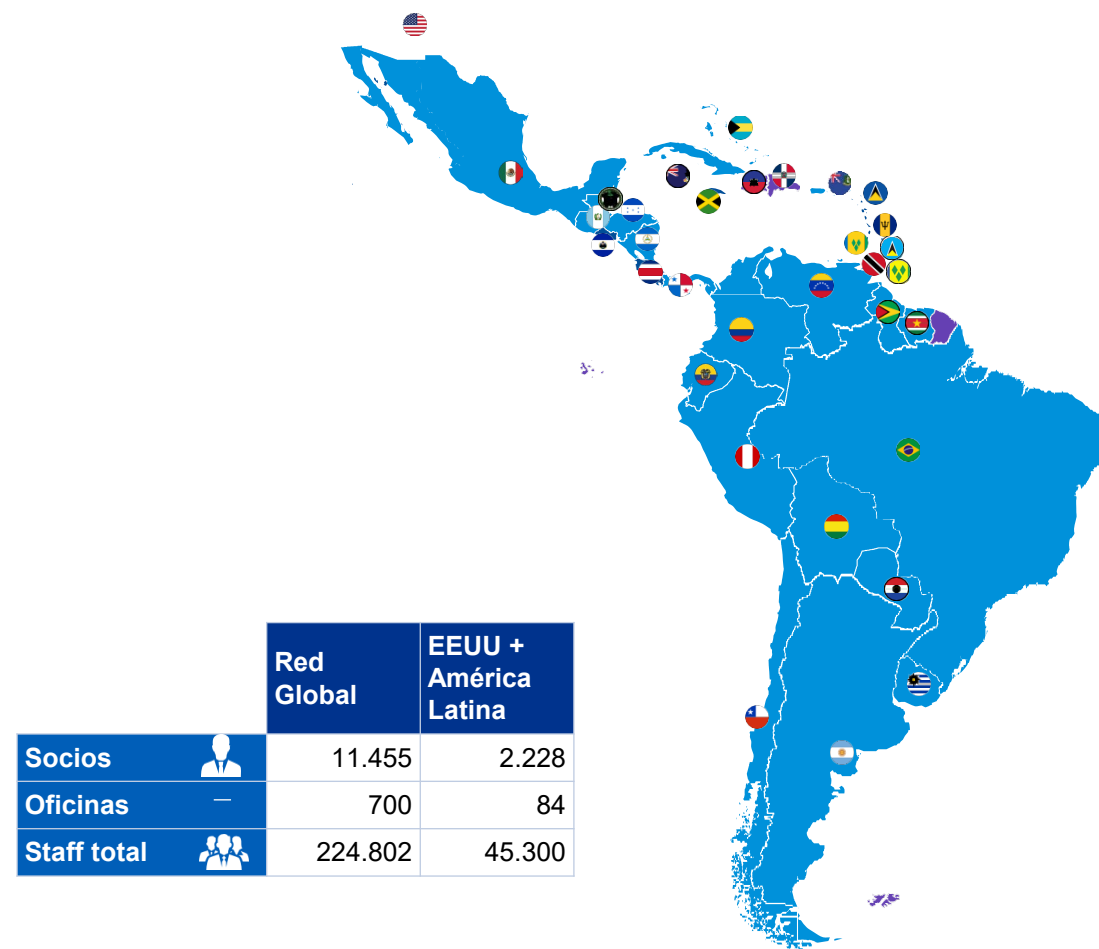 Red
Global
EEUU +
América
Latina
Socios 11.455 2.228
Oficinas 700 84
Staff total 224.802 45.300